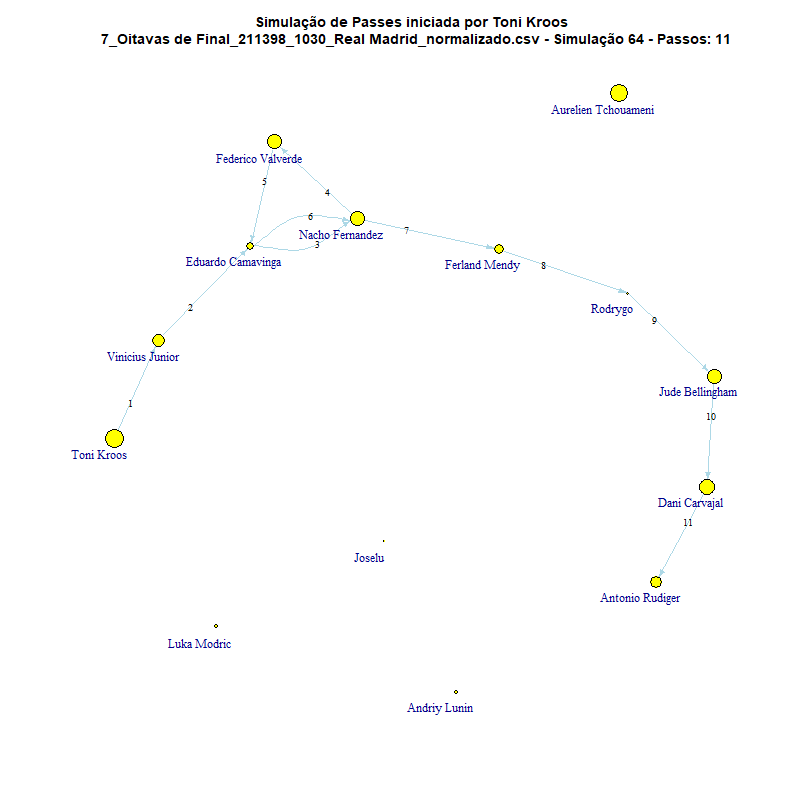 Simulação de Passes iniciada por Toni Kroos
7_Oitavas de Final_211398_1030_Real Madrid_normalizado.csv - Simulação 64 - Passos: 11
Aurelien Tchouameni
Federico Valverde
5
4
6
3
Nacho Fernandez
7
Eduardo Camavinga
Ferland Mendy
8
2
Rodrygo
9
Vinicius Junior
Jude Bellingham
1
10
Toni Kroos
Dani Carvajal
11
Joselu
Antonio Rudiger
Luka Modric
Andriy Lunin